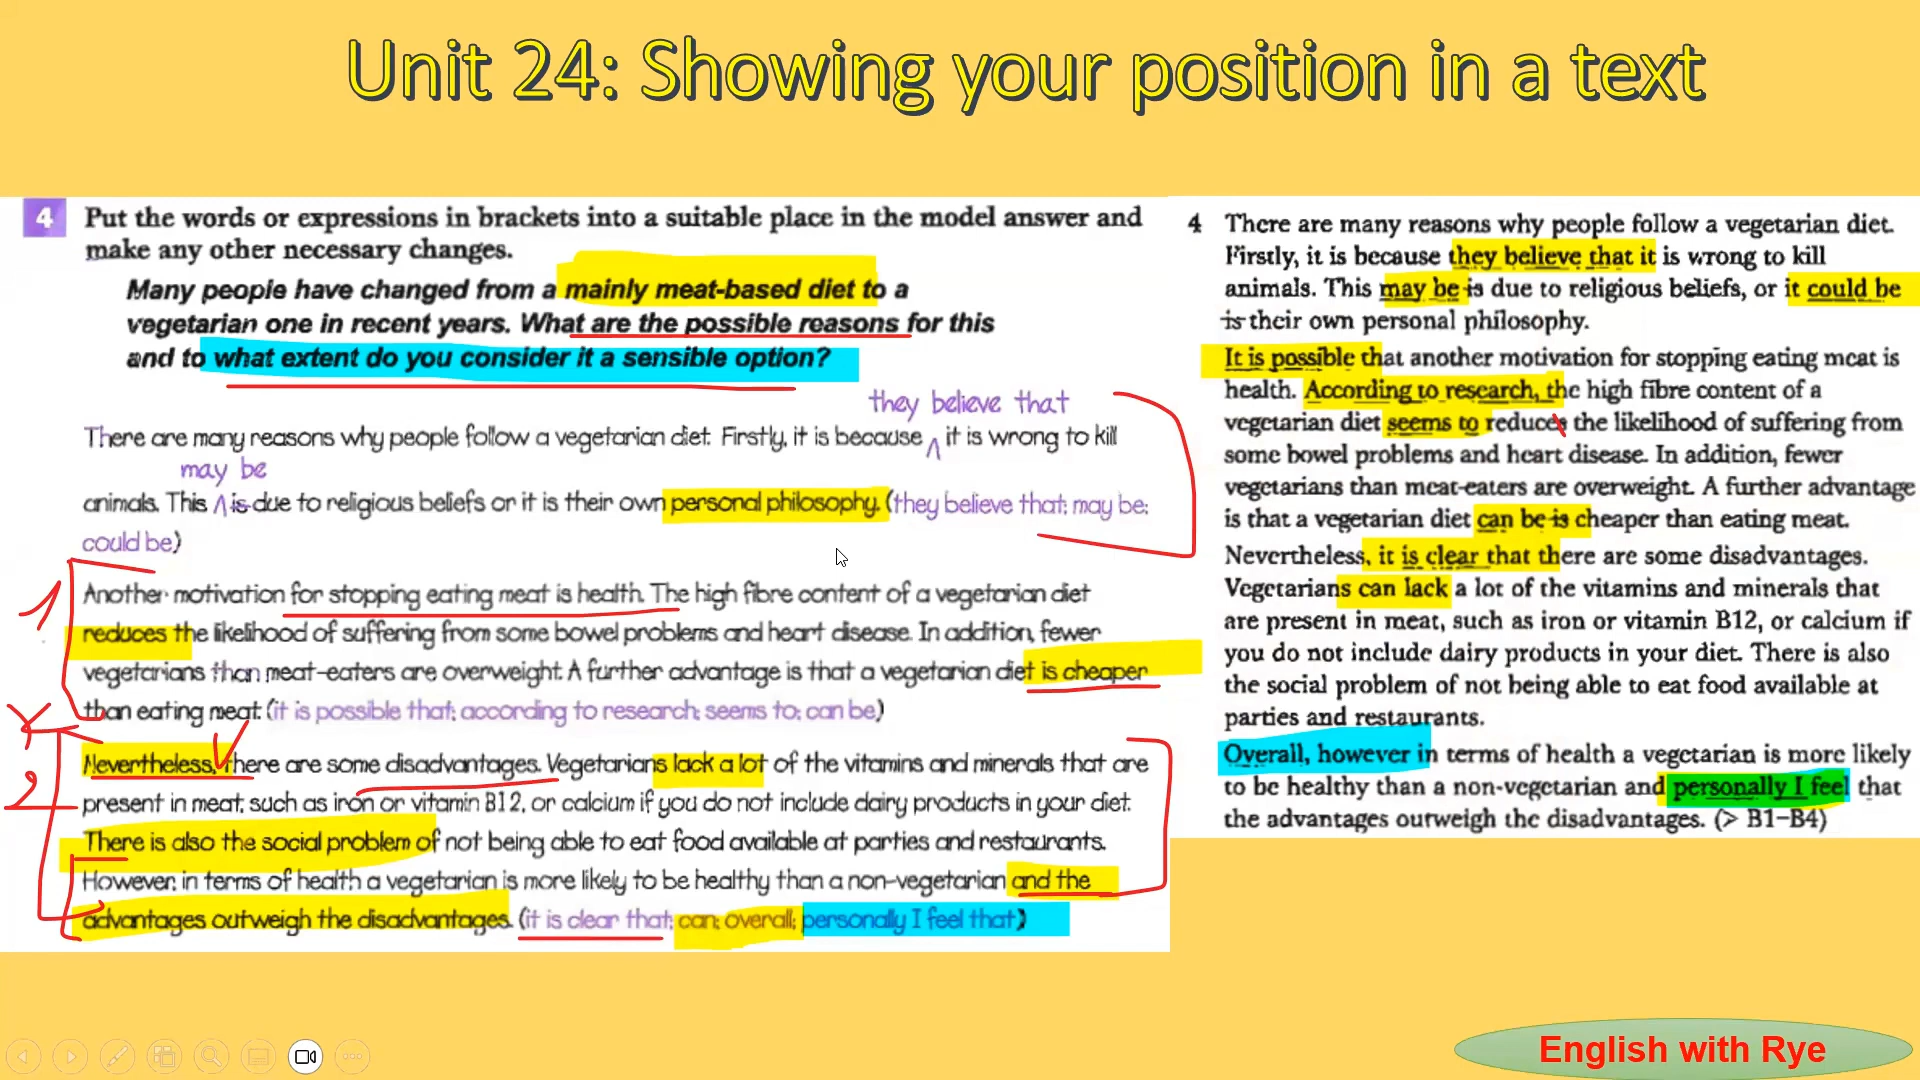 Unit 24: Showing your position in a text
4 Put the words or expressions in brackets into a suitable place in the model answer and
make any other necessary changes.
Many people have changed from a mainly meat-based diet to a
vegetarian one in recent years. What are the possible reasons for this
and to what extent do you consider it a sensible option?
they believe that
There are many reasons why people follow a vegetarian diet. Firstly, it is because ʌ it is wrong to kill
may be
animals. This ʌ is due to religious beliefs or it is their own personal philosophy. (they believe that; may be;
could be)
1
Another motivation for stopping eating meat is health. The high fibre content of a vegetarian diet
reduces the likelihood of suffering from some bowel problems and heart disease. In addition, fewer
vegetarians than meat-eaters are overweight. A further advantage is that a vegetarian diet is cheaper
than eating meat. (it is possible that; according to research; seems to; can be)
2
Nevertheless, there are some disadvantages. Vegetarians lack a lot of the vitamins and minerals that are
present in meat, such as iron or vitamin B12, or calcium if you do not include dairy products in your diet.
There is also the social problem of not being able to eat food available at parties and restaurants.
However, in terms of health a vegetarian is more likely to be healthy than a non-vegetarian and the
advantages outweigh the disadvantages. (it is clear that; can; overall; personally I feel that)
4 There are many reasons why people follow a vegetarian diet.
Firstly, it is because they believe that it is wrong to kill
animals. This may be is due to religious beliefs, or it could be
is their own personal philosophy.
It is possible that another motivation for stopping eating meat is
health. According to research, the high fibre content of a
vegetarian diet seems to reduces the likelihood of suffering from
some bowel problems and heart disease. In addition, fewer
vegetarians than meat-eaters are overweight. A further advantage
is that a vegetarian diet can be is cheaper than eating meat.
Nevertheless, it is clear that there are some disadvantages.
Vegetarians can lack a lot of the vitamins and minerals that
are present in meat, such as iron or vitamin B12, or calcium if
you do not include dairy products in your diet. There is also
the social problem of not being able to eat food available at
parties and restaurants.
Overall, however in terms of health a vegetarian is more likely
to be healthy than a non-vegetarian and personally I feel that
the advantages outweigh the disadvantages. (> B1–B4)
English with Rye